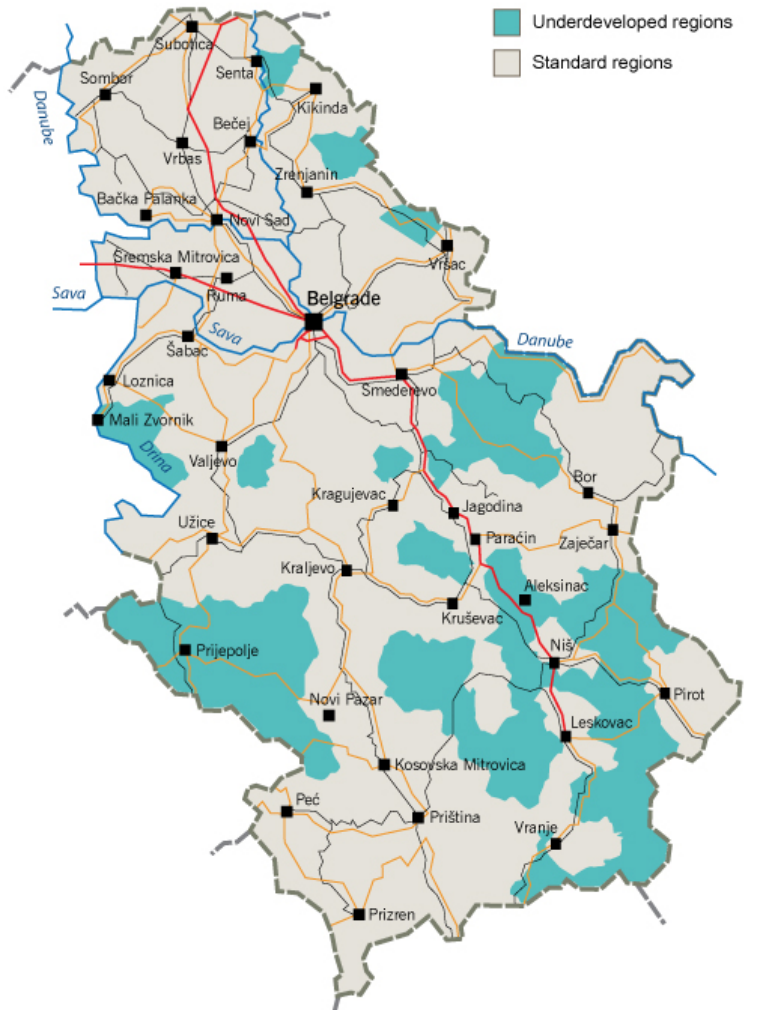 Underdeveloped regions
Standard regions
Subotica
Senta
Sombor
Kikinda
Danube
Bečej
Vrbas
Zrenjanin
Bačka Palanka
Novi Sad
Vršac
Sremska Mitrovica
Ruma
Sava
Belgrade
Sava
Danube
Šabac
Loznica
Smederevo
Mali Zvornik
Drina
Valjevo
Bor
Kragujevac
Jagodina
Užice
Paraćin
Zaječar
Kraljevo
Aleksinac
Kruševac
Niš
Prijepolje
Pirot
Novi Pazar
Leskovac
Kosovska Mitrovica
Peć
Priština
Vranje
Prizren